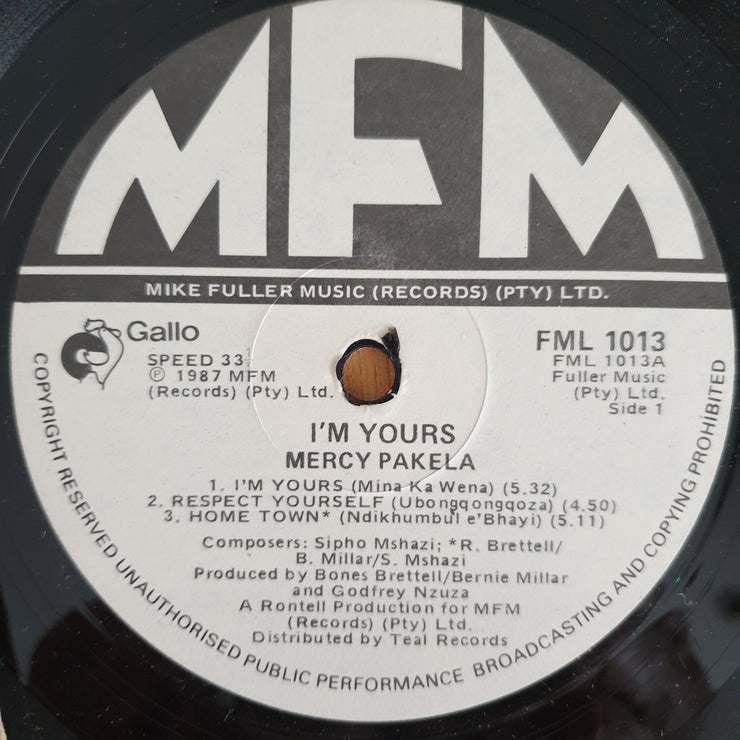 MFM
MIKE FULLER MUSIC (RECORDS) (PTY) LTD.
Gallo
SPEED 33⅓
℗ 1987 MFM
(Records) (Pty) Ltd.
FML 1013
FML 1013A
Fuller Music
(Pty) Ltd.
Side 1
I'M YOURS
MERCY PAKELA
1. I'M YOURS (Mina Ka Wena) (5.32)
2. RESPECT YOURSELF (Ubongqongqoza) (4.50)
3. HOME TOWN* (Ndikhumbul e'Bhayi) (5.11)
Composers: Sipho Mshazi; *R. Brettell/
B. Millar/S. Mshazi
Produced by Bones Brettell/Bernie Millar
and Godfrey Nzuza
A Rontell Production for MFM
(Records) (Pty) Ltd.
Distributed by Teal Records
COPYRIGHT RESERVED UNAUTHORISED PUBLIC PERFORMANCE BROADCASTING AND COPYING PROHIBITED